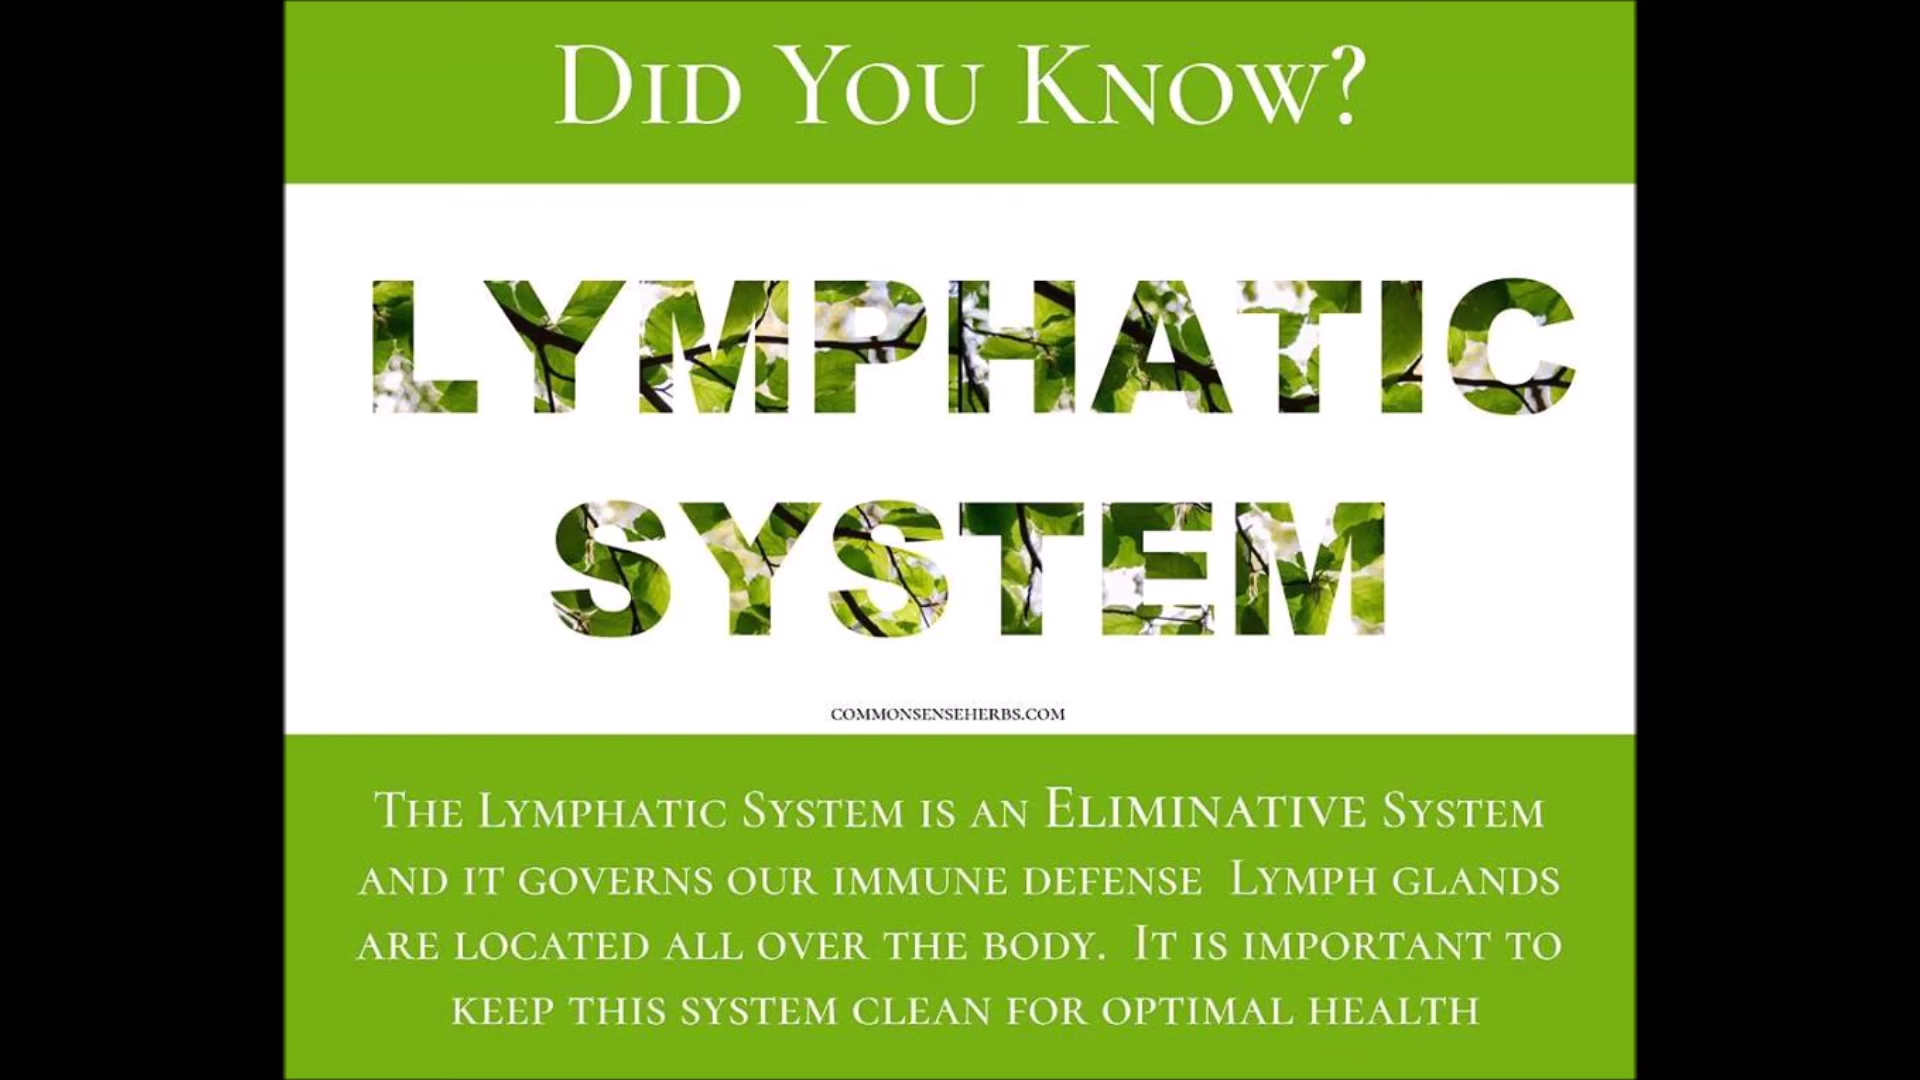 Did You Know?
LYMPHATIC
SYSTEM
COMMONSENSEHERBS.COM
The Lymphatic System is an Eliminative System
and it governs our immune defense Lymph glands
are located all over the body. It is important to
keep this system clean for optimal health